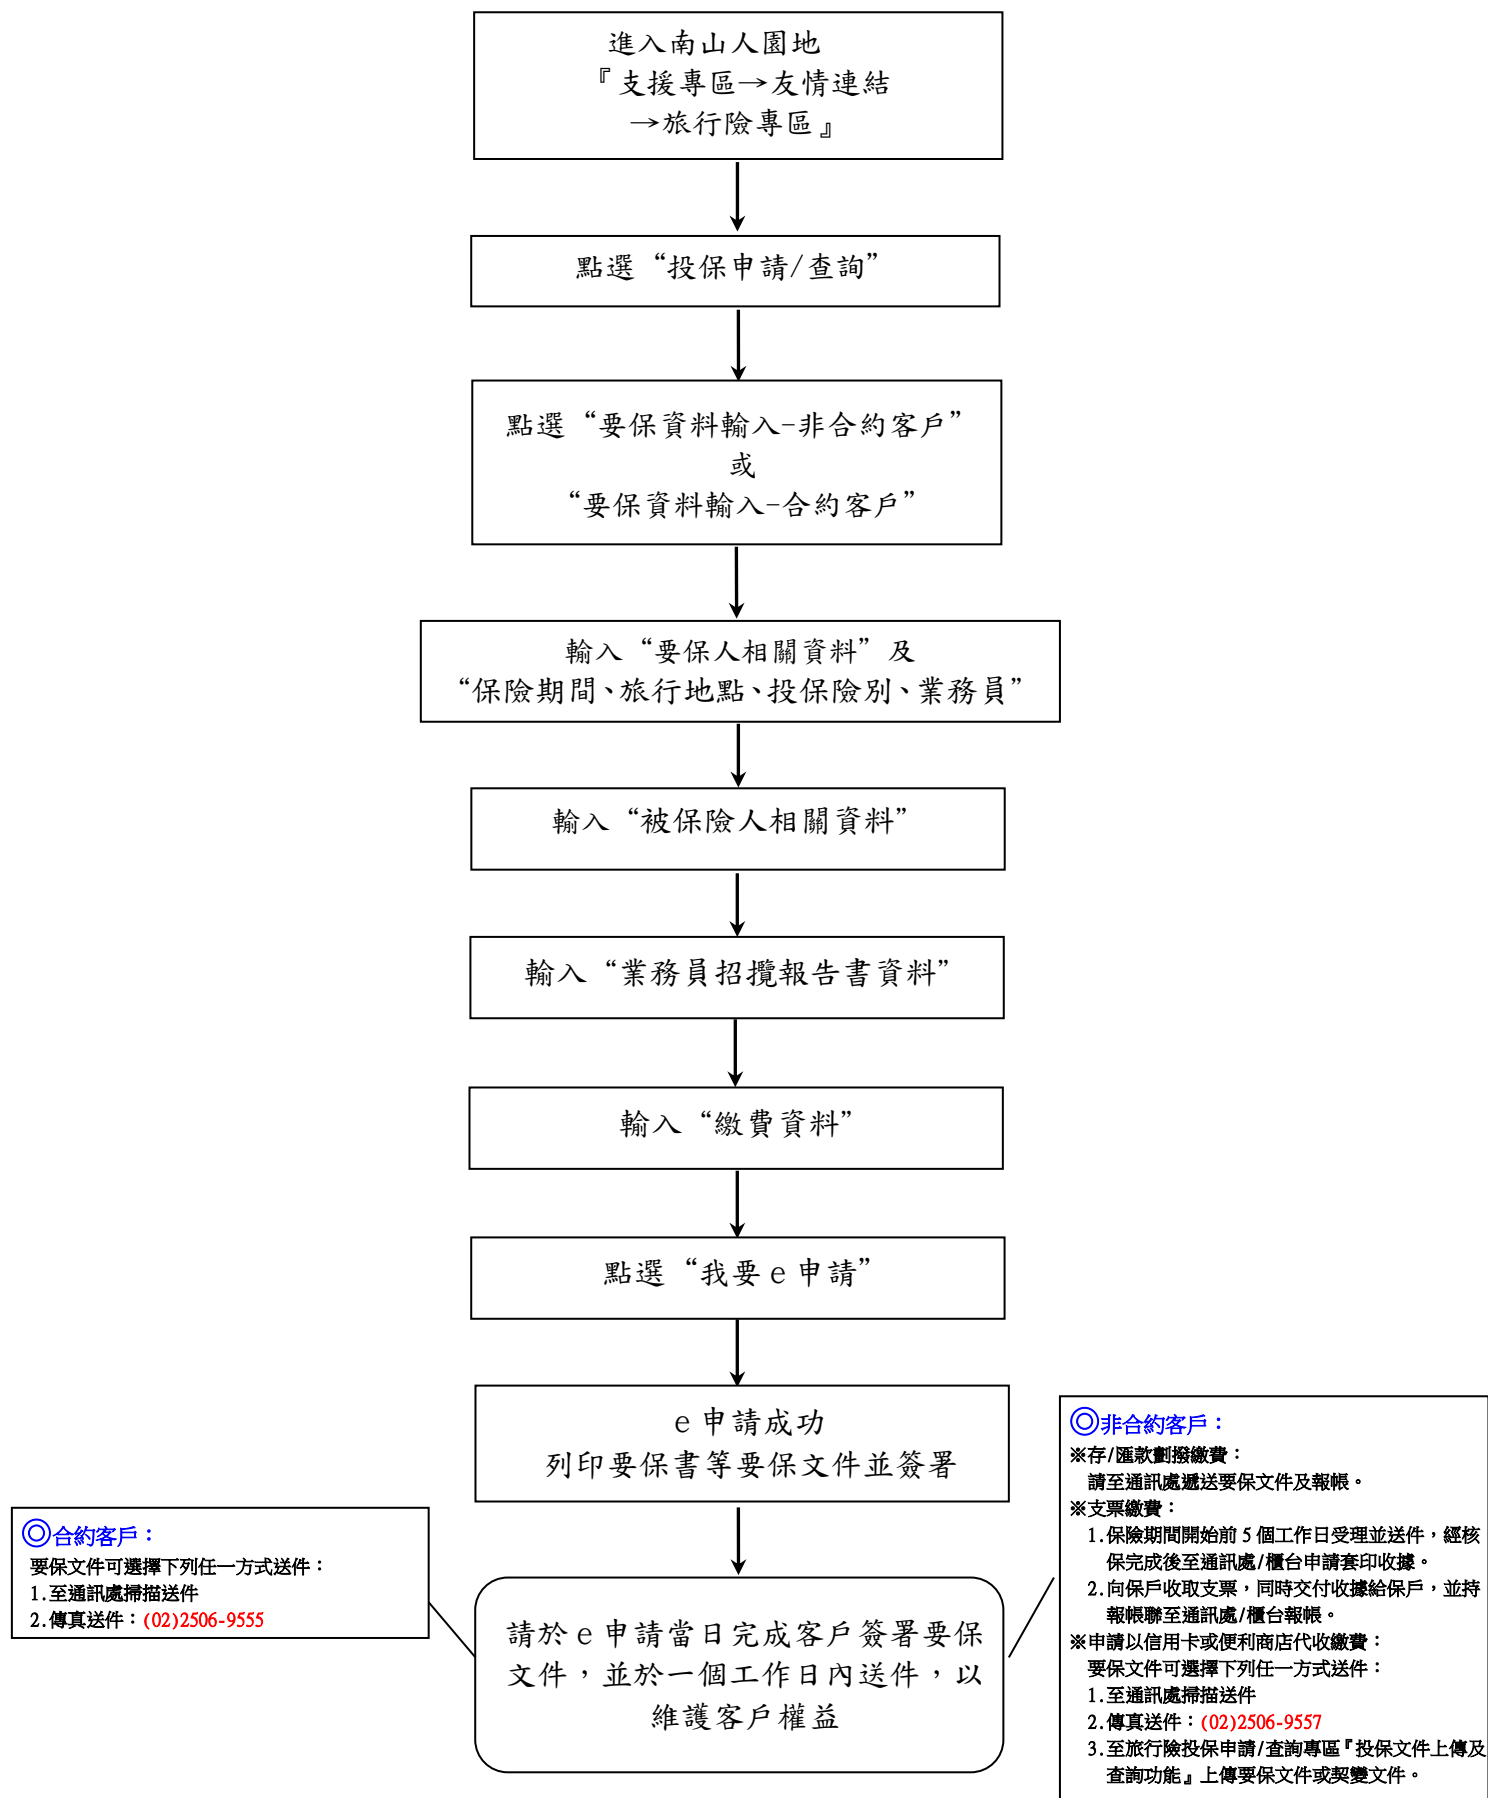 進入南山人園地
『支援專區→友情連結
→旅行險專區』
點選“投保申請/查詢”
點選“要保資料輸入-非合約客戶”
或
“要保資料輸入-合約客戶”
輸入“要保人相關資料”及
“保險期間、旅行地點、投保險別、業務員”
輸入“被保險人相關資料”
輸入“業務員招攬報告書資料”
輸入“繳費資料”
點選“我要 e 申請”
e 申請成功
列印要保書等要保文件並簽署
請於 e 申請當日完成客戶簽署要保
文件，並於一個工作日內送件，以
維護客戶權益
◎合約客戶：
要保文件可選擇下列任一方式送件：
1.至通訊處掃描送件
2.傳真送件：(02)2506-9555
◎非合約客戶：
※存/匯款劃撥繳費：
請至通訊處遞送要保文件及報帳。
※支票繳費：
1.保險期間開始前 5 個工作日受理並送件，經核
保完成後至通訊處/櫃台申請套印收據。
2.向保戶收取支票，同時交付收據給保戶，並持
報帳聯至通訊處/櫃台報帳。
※申請以信用卡或便利商店代收繳費：
要保文件可選擇下列任一方式送件：
1.至通訊處掃描送件
2.傳真送件：(02)2506-9557
3.至旅行險投保申請/查詢專區『投保文件上傳及
查詢功能』上傳要保文件或契變文件。